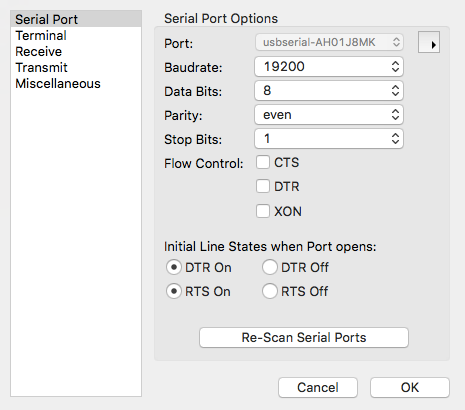 Serial Port
Terminal
Receive
Transmit
Miscellaneous
Serial Port Options
Port: usbserial-AH01J8MK
Baudrate: 19200
Data Bits: 8
Parity: even
Stop Bits: 1
Flow Control: CTS
DTR
XON
Initial Line States when Port opens:
DTR On DTR Off
RTS On RTS Off
Re-Scan Serial Ports
Cancel OK